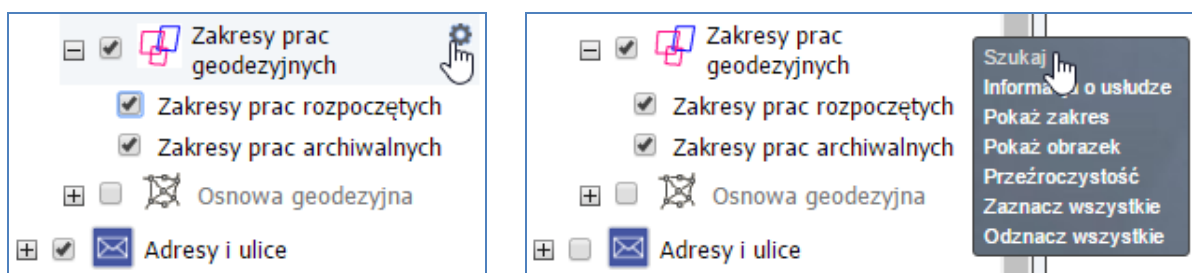 Zakresy prac
geodezyjnych
Zakresy prac rozpoczętych
Zakresy prac archiwalnych
Osnowa geodezyjna
Adresy i ulice
Zakresy prac
geodezyjnych
Zakresy prac rozpoczętych
Zakresy prac archiwalnych
Osnowa geodezyjna
Adresy i ulice
Szukaj
o usłudze
Pokaż zakres
Pokaż obrazek
Przeźroczystość
Zaznacz wszystkie
Odznacz wszystkie